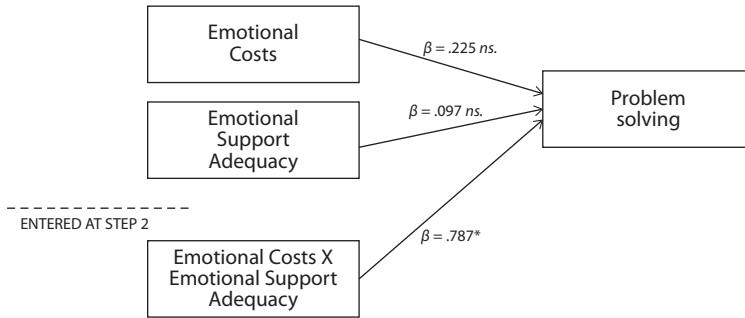 Emotional
Costs
β = .225 ns.
Problem
solving
Emotional
Support
Adequacy
β = .097 ns.
ENTERED AT STEP 2
β = .787*
Emotional Costs X
Emotional Support
Adequacy